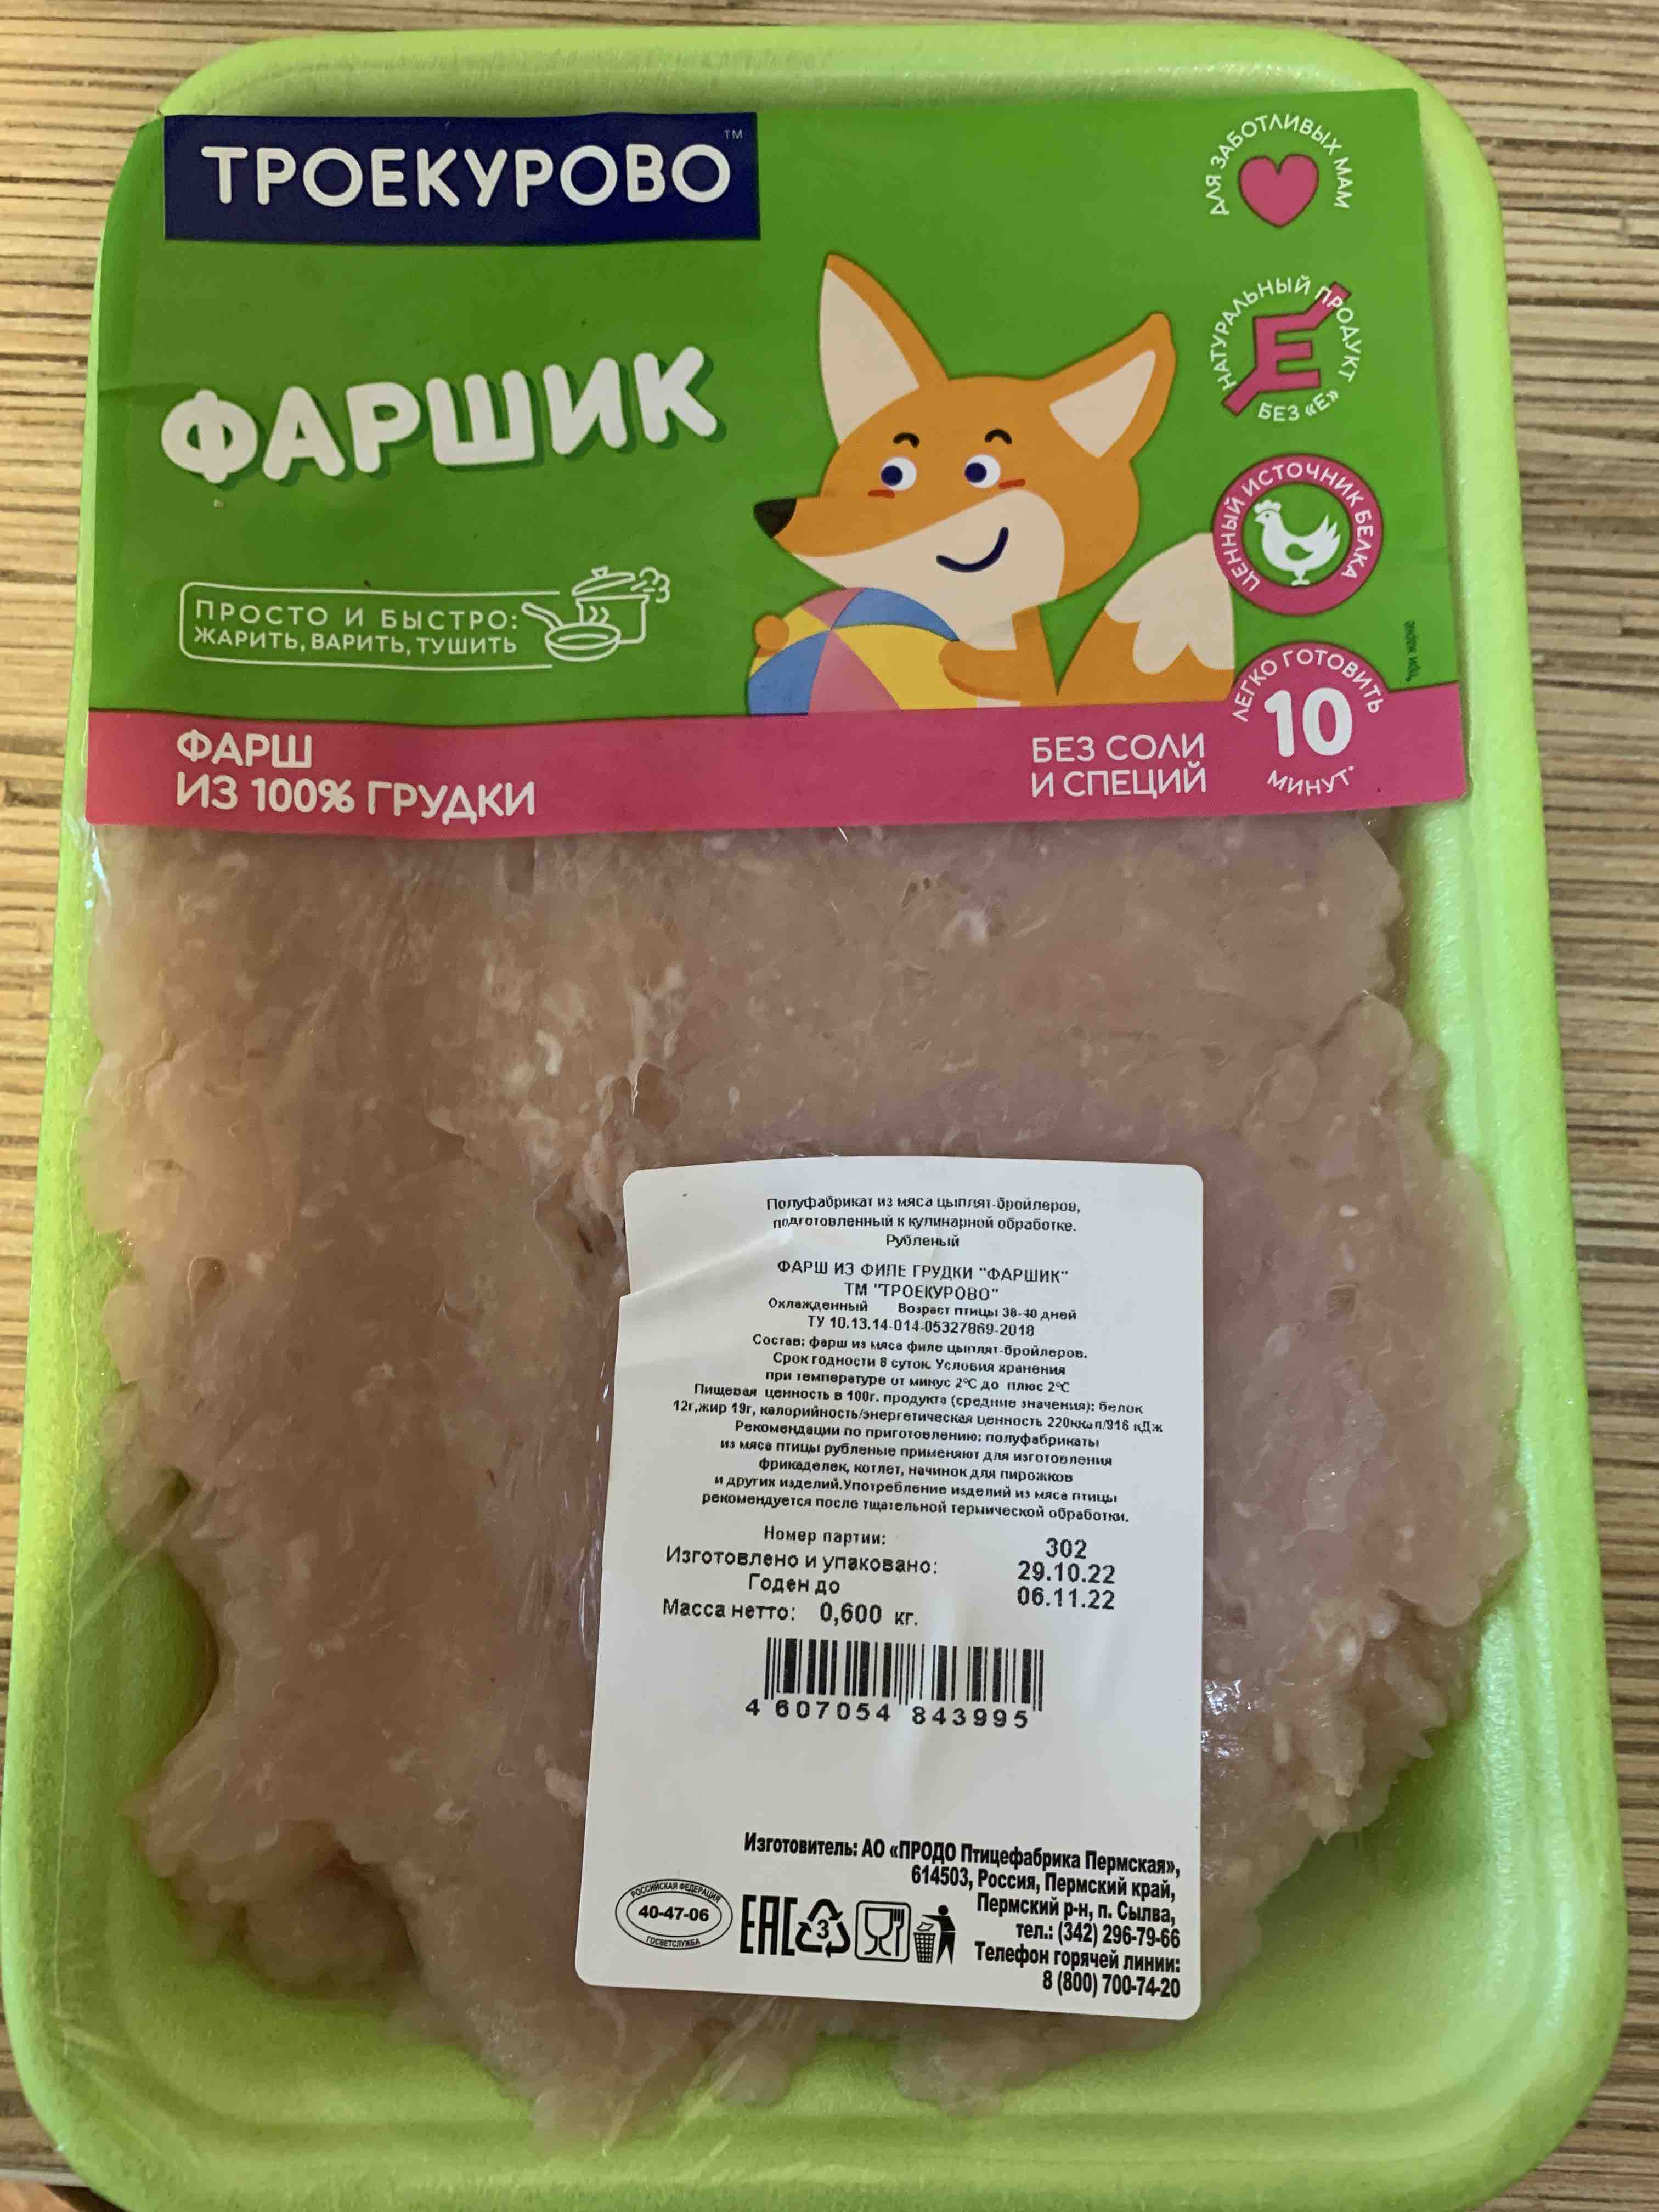 ТРОЕКУРОВО
TM
ДЛЯ ЗАБОТЛИВЫХ МАМ
НАТУРАЛЬНЫЙ ПРОДУКТ
Е
БЕЗ «Е»
ФАРШИК
ЦЕННЫЙ ИСТОЧНИК БЕЛКА
ПРОСТО И БЫСТРО:
ЖАРИТЬ, ВАРИТЬ, ТУШИТЬ
ЛЕГКО ГОТОВИТЬ
10
МИНУТ*
*при жарке
ФАРШ
ИЗ 100% ГРУДКИ
БЕЗ СОЛИ
И СПЕЦИЙ
Полуфабрикат из мяса цыплят-бройлеров,
подготовленный к кулинарной обработке.
Рубленый
ФАРШ ИЗ ФИЛЕ ГРУДКИ "ФАРШИК"
ТМ "ТРОЕКУРОВО"
Охлажденный Возраст птицы 38-40 дней
ТУ 10.13.14-014-05327869-2018
Состав: фарш из мяса филе цыплят-бройлеров.
Срок годности 8 суток. Условия хранения
при температуре от минус 2°С до плюс 2°С
Пищевая ценность в 100г. продукта (средние значения): белок
12г,жир 19г, калорийность/энергетическая ценность 220ккал/916 кДж
Рекомендации по приготовлению: полуфабрикаты
из мяса птицы рубленые применяют для изготовления
фрикаделек, котлет, начинок для пирожков
и других изделий.Употребление изделий из мяса птицы
рекомендуется после тщательной термической обработки.
Номер партии: 302
Изготовлено и упаковано: 29.10.22
Годен до 06.11.22
Масса нетто: 0,600 кг.
4 607054 843995
Изготовитель: АО «ПРОДО Птицефабрика Пермская»,
614503, Россия, Пермский край,
Пермский р-н, п. Сылва,
тел.: (342) 296-79-66
Телефон горячей линии:
8 (800) 700-74-20
РОССИЙСКАЯ ФЕДЕРАЦИЯ
40-47-06
ГОСВЕТСЛУЖБА
ЕАС
3